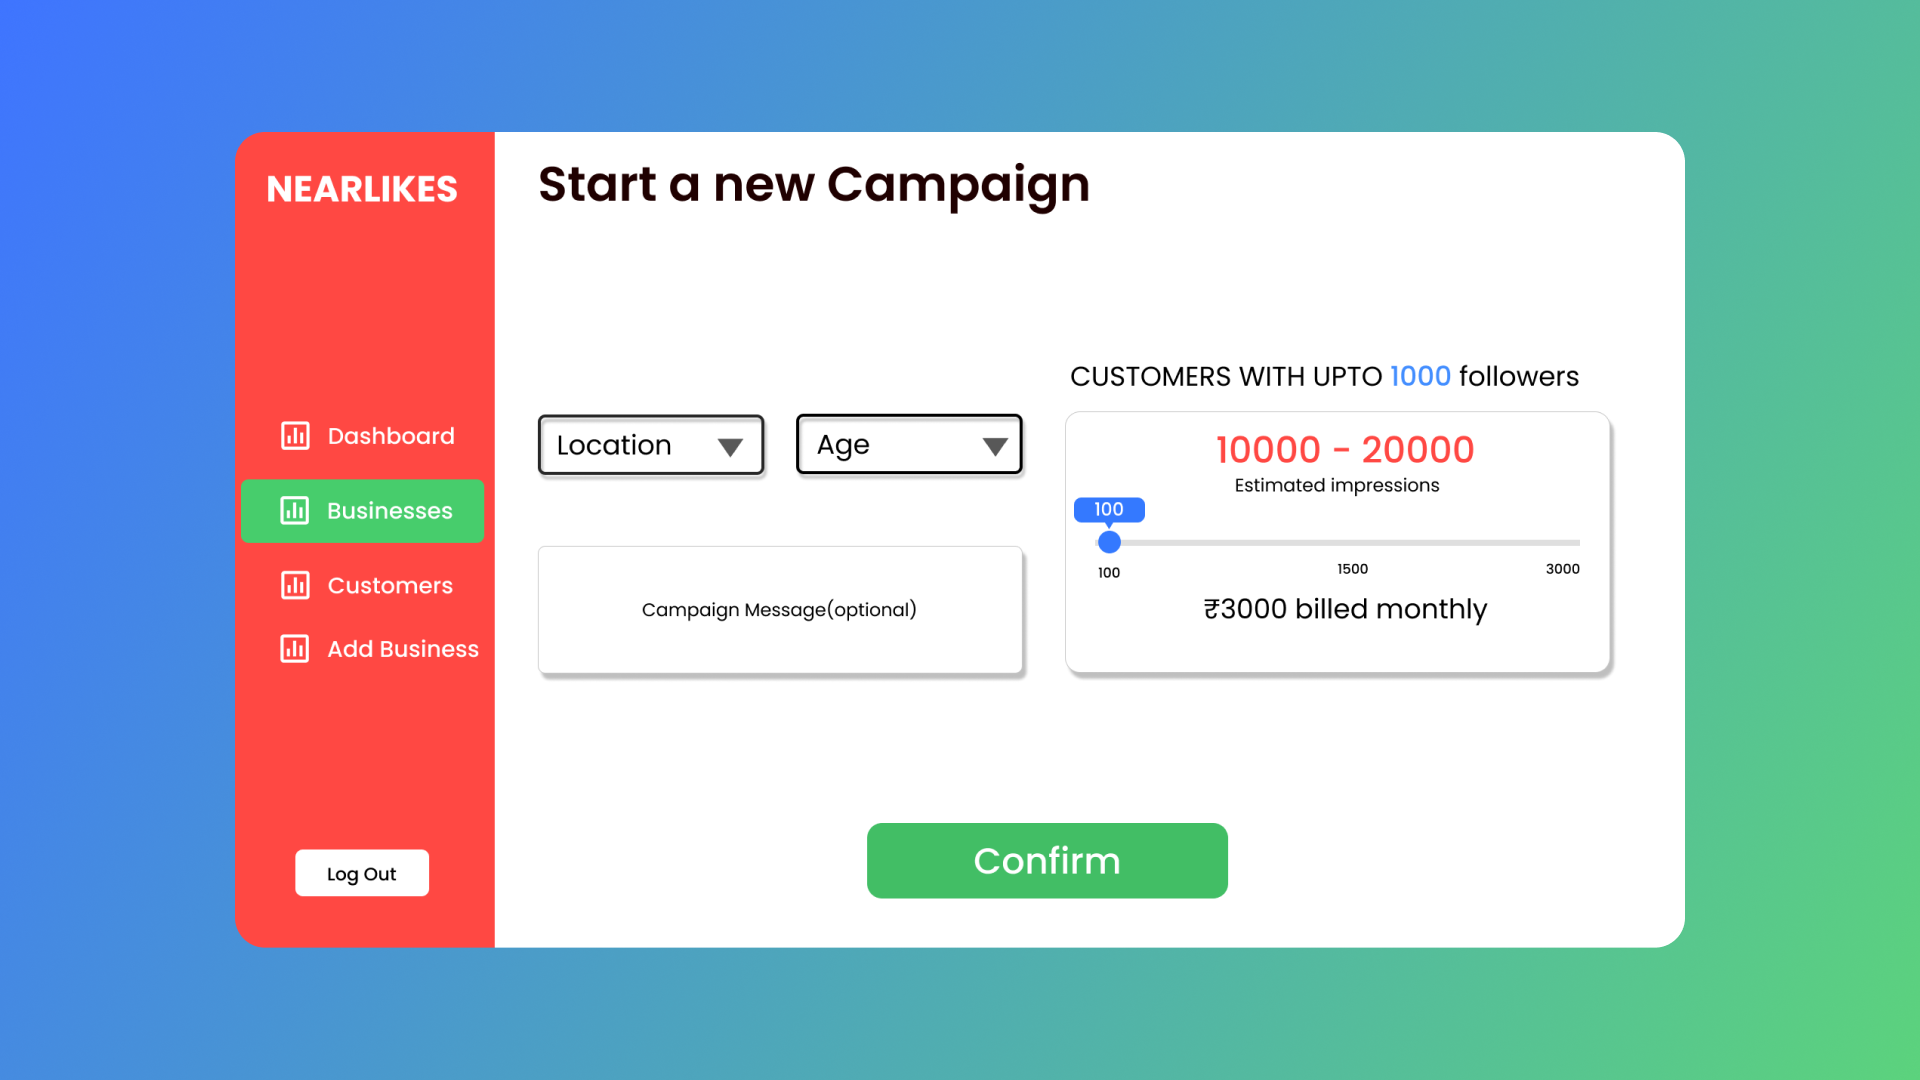 NEARLIKES
Dashboard
Businesses
Customers
Add Business
Log Out
Start a new Campaign
Location
Age
Campaign Message(optional)
CUSTOMERS WITH UPTO 1000 followers
10000 - 20000
Estimated impressions
100
100
1500
3000
₹3000 billed monthly
Confirm